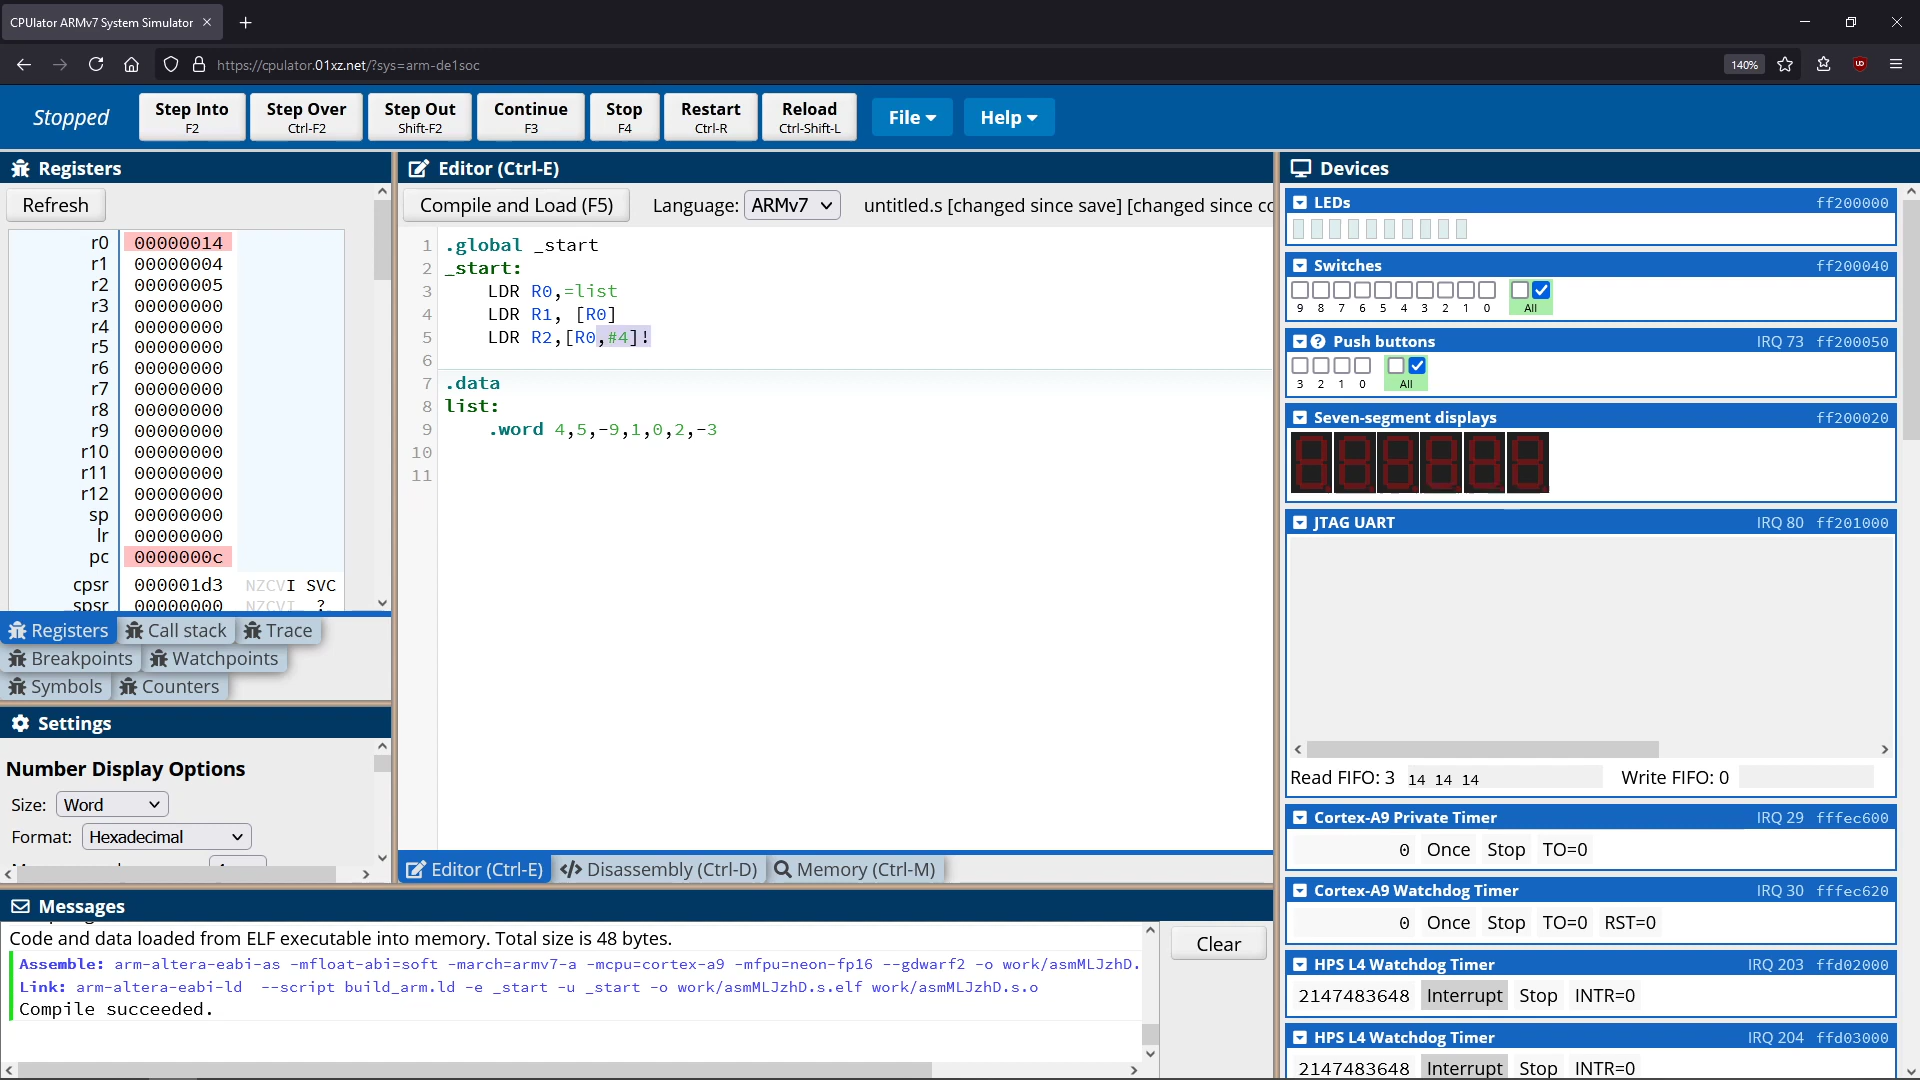 CPUlator ARMv7 System Simulator
https://cpulator.01xz.net/?sys=arm-de1soc
140%
Stopped
Step Into
F2
Step Over
Ctrl-F2
Step Out
Shift-F2
Continue
F3
Stop
F4
Restart
Ctrl-R
Reload
Ctrl-Shift-L
File
Help
Registers
Refresh
r0 00000014
r1 00000004
r2 00000005
r3 00000000
r4 00000000
r5 00000000
r6 00000000
r7 00000000
r8 00000000
r9 00000000
r10 00000000
r11 00000000
r12 00000000
sp 00000000
lr 00000000
pc 0000000c
cpsr 000001d3 NZCVI SVC
spsr 00000000 NZCVI ?
Registers
Call stack
Trace
Breakpoints
Watchpoints
Symbols
Counters
Settings
Number Display Options
Size: Word
Format: Hexadecimal
Editor (Ctrl-E)
Compile and Load (F5)
Language: ARMv7
untitled.s [changed since save] [changed since co
1 .global _start
2 _start:
3 LDR R0,=list
4 LDR R1, [R0]
5 LDR R2,[R0,#4]!
6
7 .data
8 list:
9 .word 4,5,-9,1,0,2,-3
10
11
Editor (Ctrl-E)
Disassembly (Ctrl-D)
Memory (Ctrl-M)
Messages
Code and data loaded from ELF executable into memory. Total size is 48 bytes.
Assemble: arm-altera-eabi-as -mfloat-abi=soft -march=armv7-a -mcpu=cortex-a9 -mfpu=neon-fp16 --gdwarf2 -o work/asmMLJzhD.
Link: arm-altera-eabi-ld --script build_arm.ld -e _start -u _start -o work/asmMLJzhD.s.elf work/asmMLJzhD.s.o
Compile succeeded.
Clear
Devices
LEDs ff200000
Switches ff200040
9 8 7 6 5 4 3 2 1 0 All
Push buttons IRQ 73 ff200050
3 2 1 0 All
Seven-segment displays ff200020
JTAG UART IRQ 80 ff201000
Read FIFO: 3 14 14 14 Write FIFO: 0
Cortex-A9 Private Timer IRQ 29 fffec600
0 Once Stop TO=0
Cortex-A9 Watchdog Timer IRQ 30 fffec620
0 Once Stop TO=0 RST=0
HPS L4 Watchdog Timer IRQ 203 ffd02000
2147483648 Interrupt Stop INTR=0
HPS L4 Watchdog Timer IRQ 204 ffd03000
2147483648 Interrupt Stop INTR=0